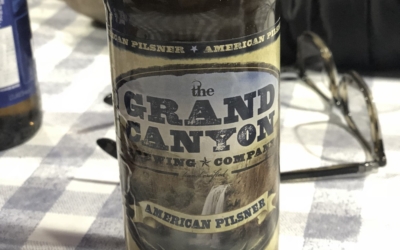 AMERICAN PILSNER ★ AMERICAN PILSNER
the
GRAND
CANYON
BREWING ★ COMPANY
AMERICAN PILSNER